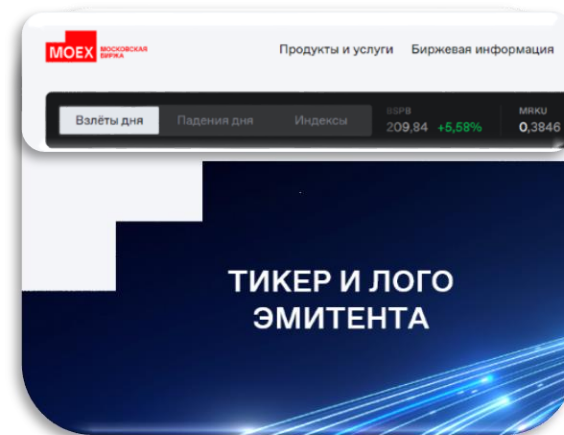 MOEX МОСКОВСКАЯ БИРЖА
Продукты и услуги Биржевая информация
Взлёты дня Падения дня Индексы
209,84 +5,58%
MRKU
0,3846
ТИКЕР И ЛОГО
ЭМИТЕНТА